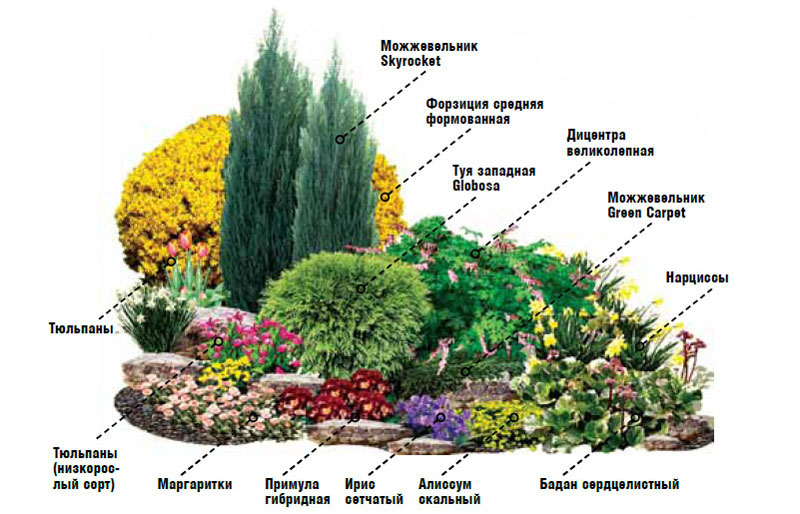 Можжевельник
Skyrocket
Форзиция средняя
формованная
Дицентра
великолепная
Туя западная
Globosa
Можжевельник
Green Carpet
Нарциссы
Тюльпаны
Тюльпаны
(низкорос-
лый сорт)
Маргаритки
Примула
гибридная
Ирис
сетчатый
Алиссум
скальный
Бадан сердцелистный